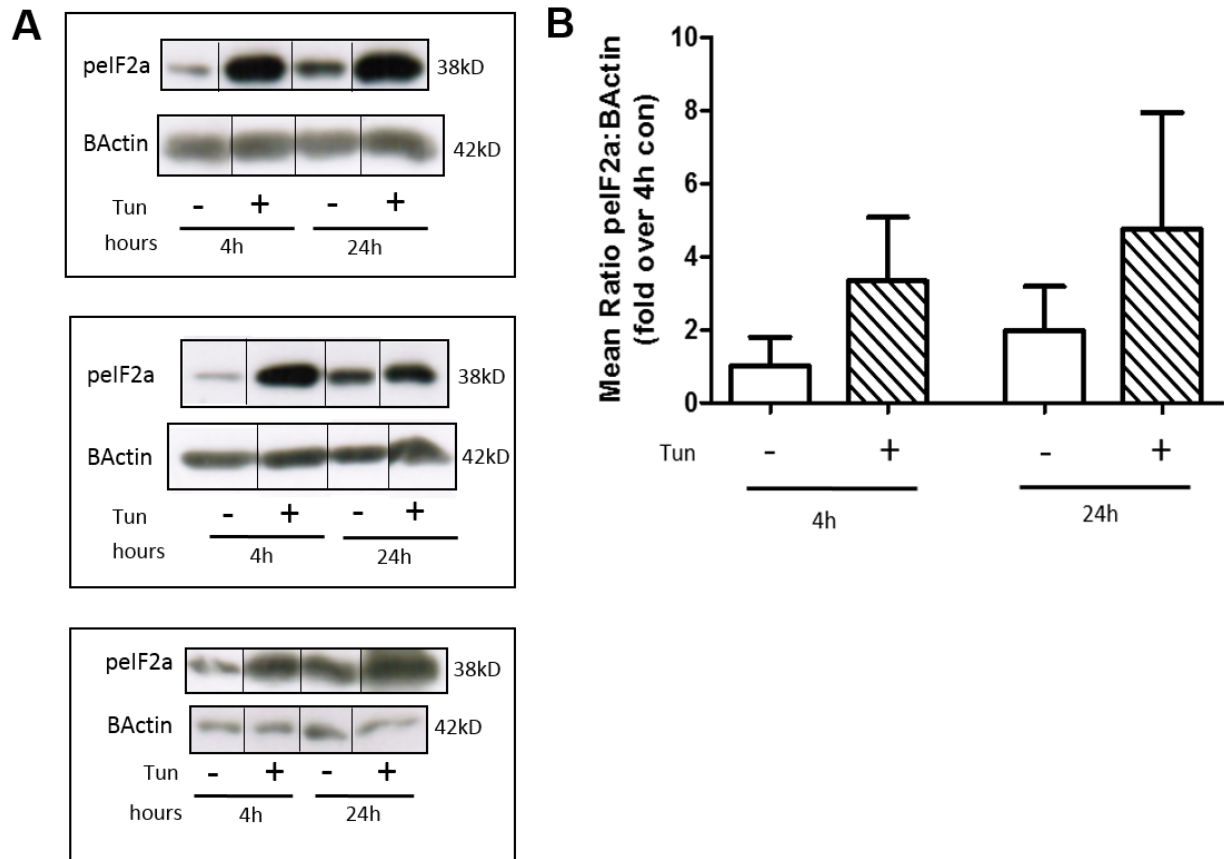 A
peIF2a 38kD
BActin 42kD
Tun - + - +
hours 4h 24h
peIF2a 38kD
BActin 42kD
Tun - + - +
hours 4h 24h
peIF2a 38kD
BActin 42kD
Tun - + - +
hours 4h 24h
B
Mean Ratio peIF2a:BActin
(fold over 4h con)
10
8
6
4
2
0
Tun - + - +
4h 24h